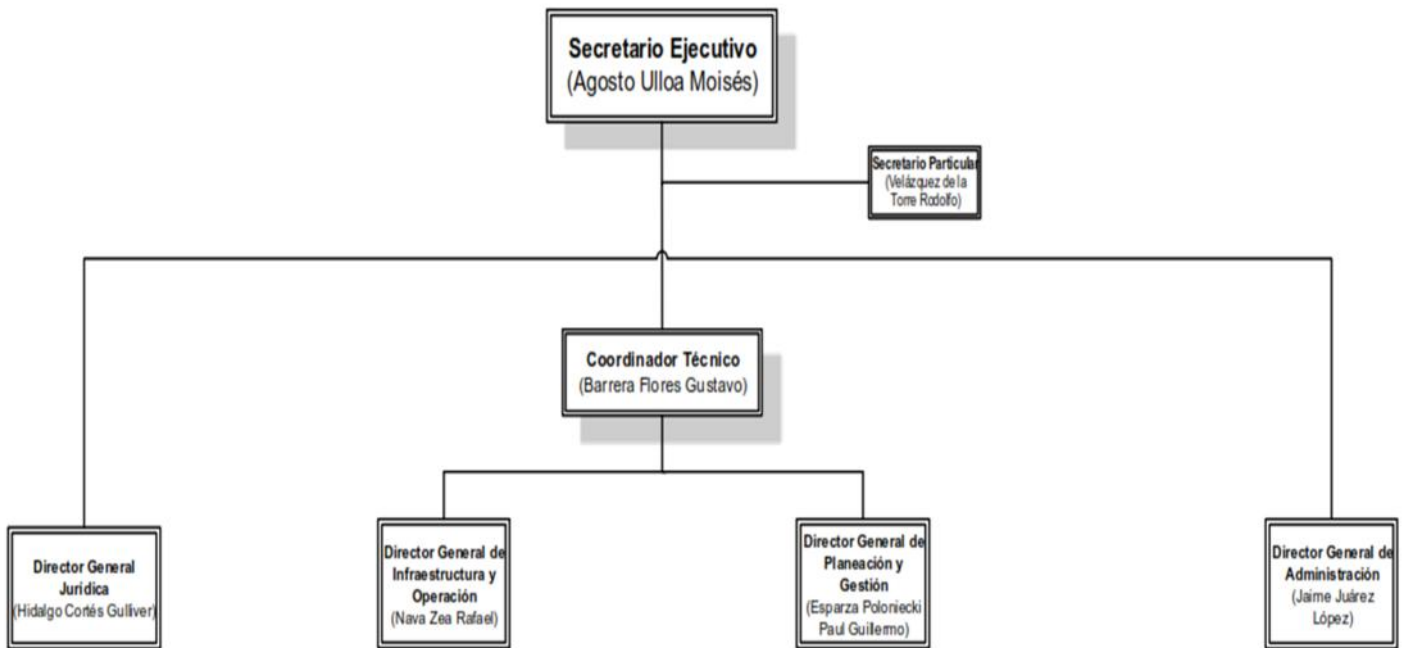 Secretario Ejecutivo
(Agosto Ulloa Moisés)
Secretario Particular
(Velázquez de la
Torre Rodolfo)
Coordinador Técnico
(Barrera Flores Gustavo)
Director General
Jurídica
(Hidalgo Cortés Gulliver)
Director General de
Infraestructura y
Operación
(Nava Zea Rafael)
Director General de
Planeación y
Gestión
(Esparza Poloniecki
Paul Guillermo)
Director General de
Administración
(Jaime Juárez
López)